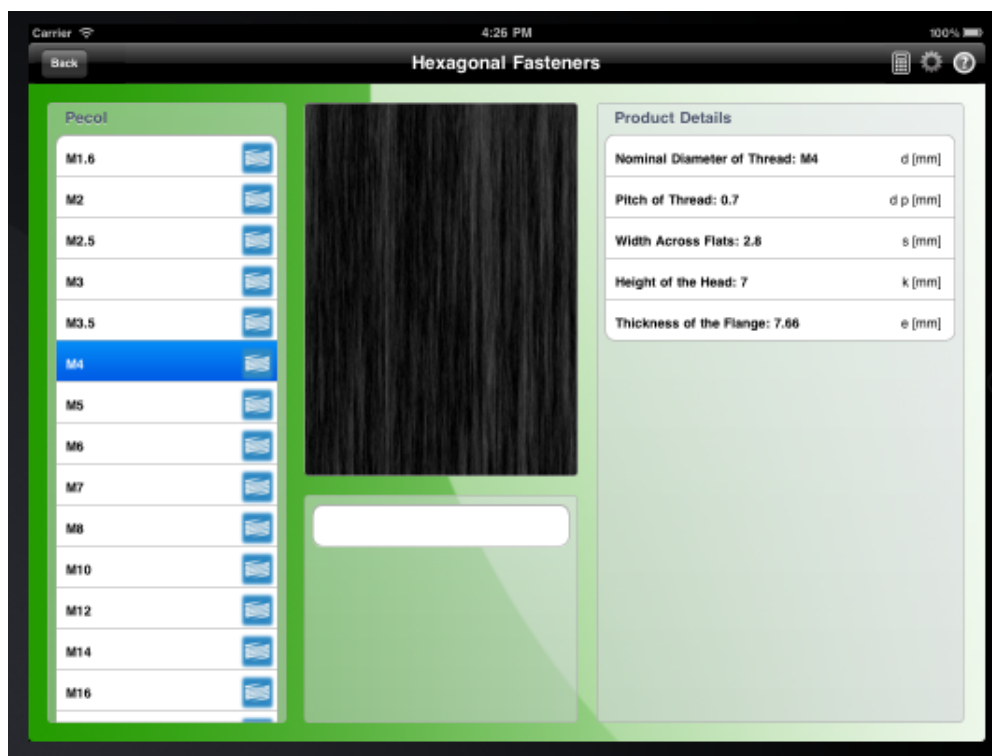 Carrier 4:26 PM 100%
Back Hexagonal Fasteners ?
Pecol
M1.6
M2
M2.5
M3
M3.5
M4
M5
M6
M7
M8
M10
M12
M14
M16
Product Details
Nominal Diameter of Thread: M4 d [mm]
Pitch of Thread: 0.7 d p [mm]
Width Across Flats: 2.8 s [mm]
Height of the Head: 7 k [mm]
Thickness of the Flange: 7.66 e [mm]